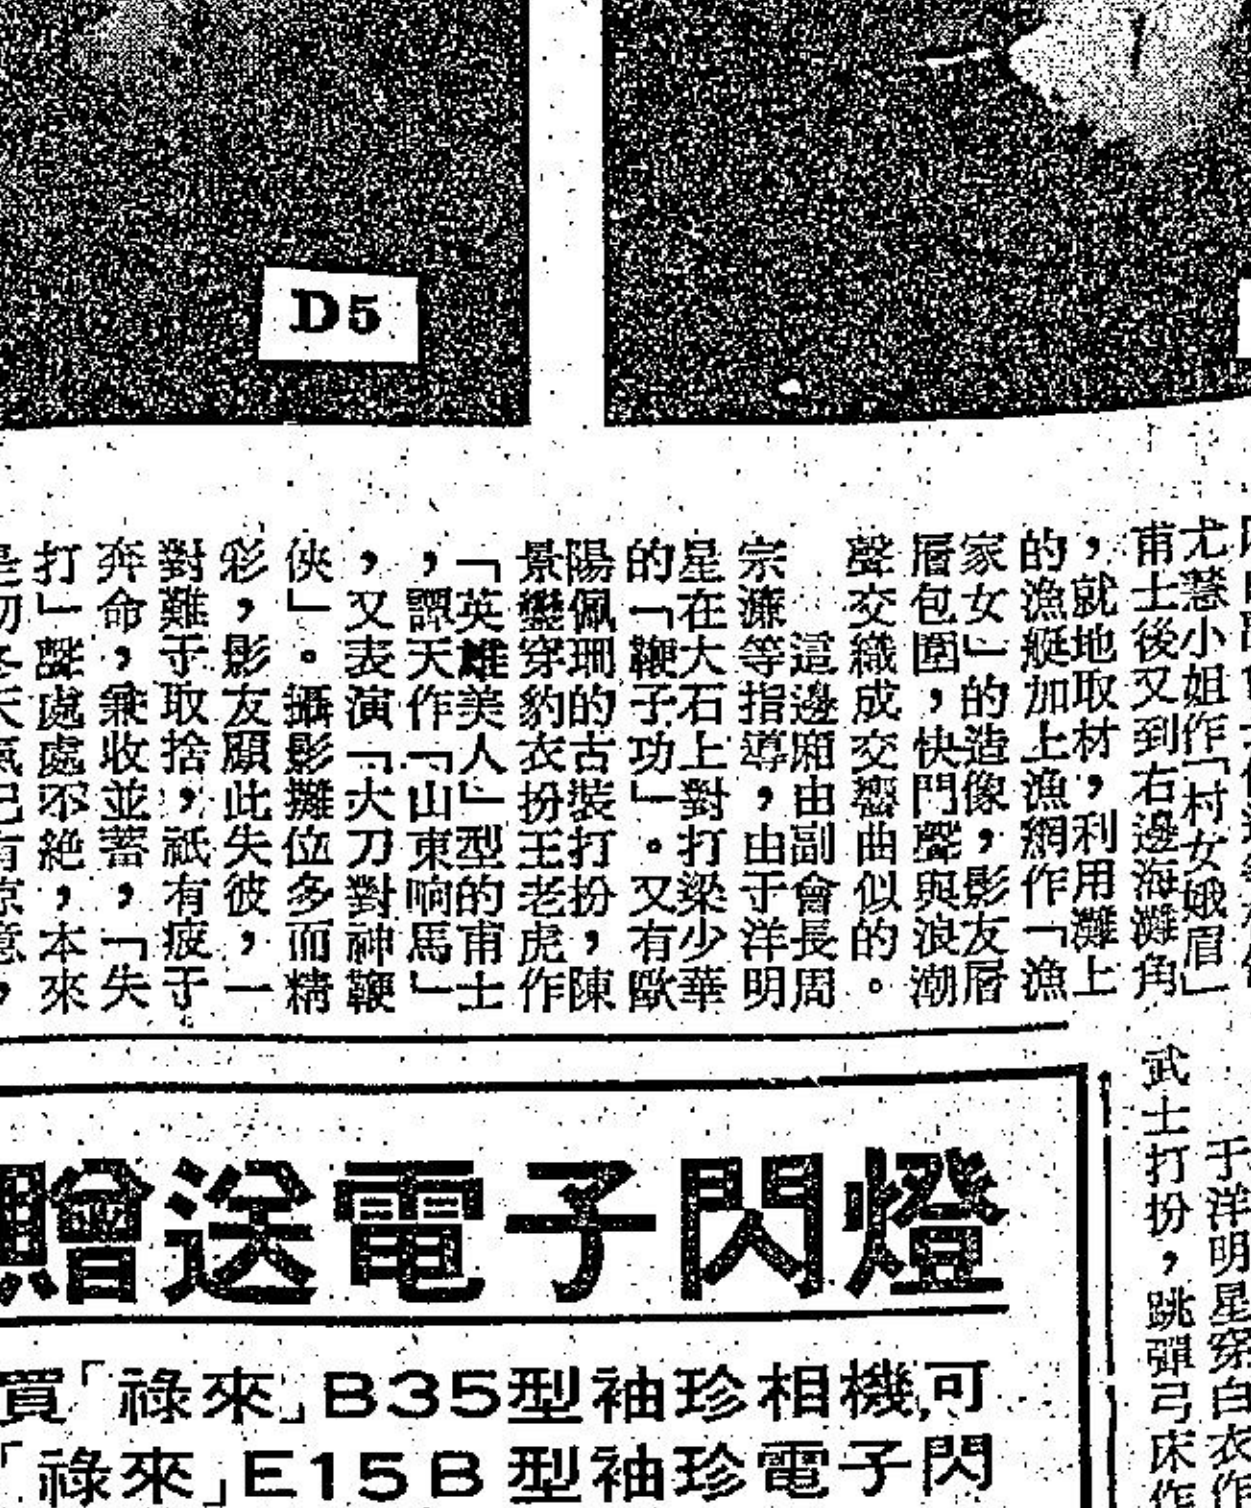 D5
尤慧小姐作「村女娥眉」
甫士後又到右邊海灘角
，就地取材，利用灘上
的漁艇加上漁網作「漁
家女」的造像，影友層
層包圍，快門聲與浪潮
聲交織成交響曲似的。
這邊廂由副會長周
宗濂等指導，由于洋明
星在大石上對打梁少華
的「鞭子功」。又有歐
陽佩珊的古裝打扮，陳
景鑾穿豹衣扮王老虎作
「英雄美人」型的甫士
，譚天作「山東响馬」
，又表演「大刀對神鞭
俠」。攝影攤位多而精
彩，影友顧此失彼，一
對難于取捨，祇有疲于
奔命，兼收並蓄，「失
打」聲處處不絶，本來
于洋明星穿白衣作
武士打扮，跳彈弓床作
贈送電子閃燈
買「祿來」B35型袖珍相機,可
「祿來」E15B型袖珍電子閃